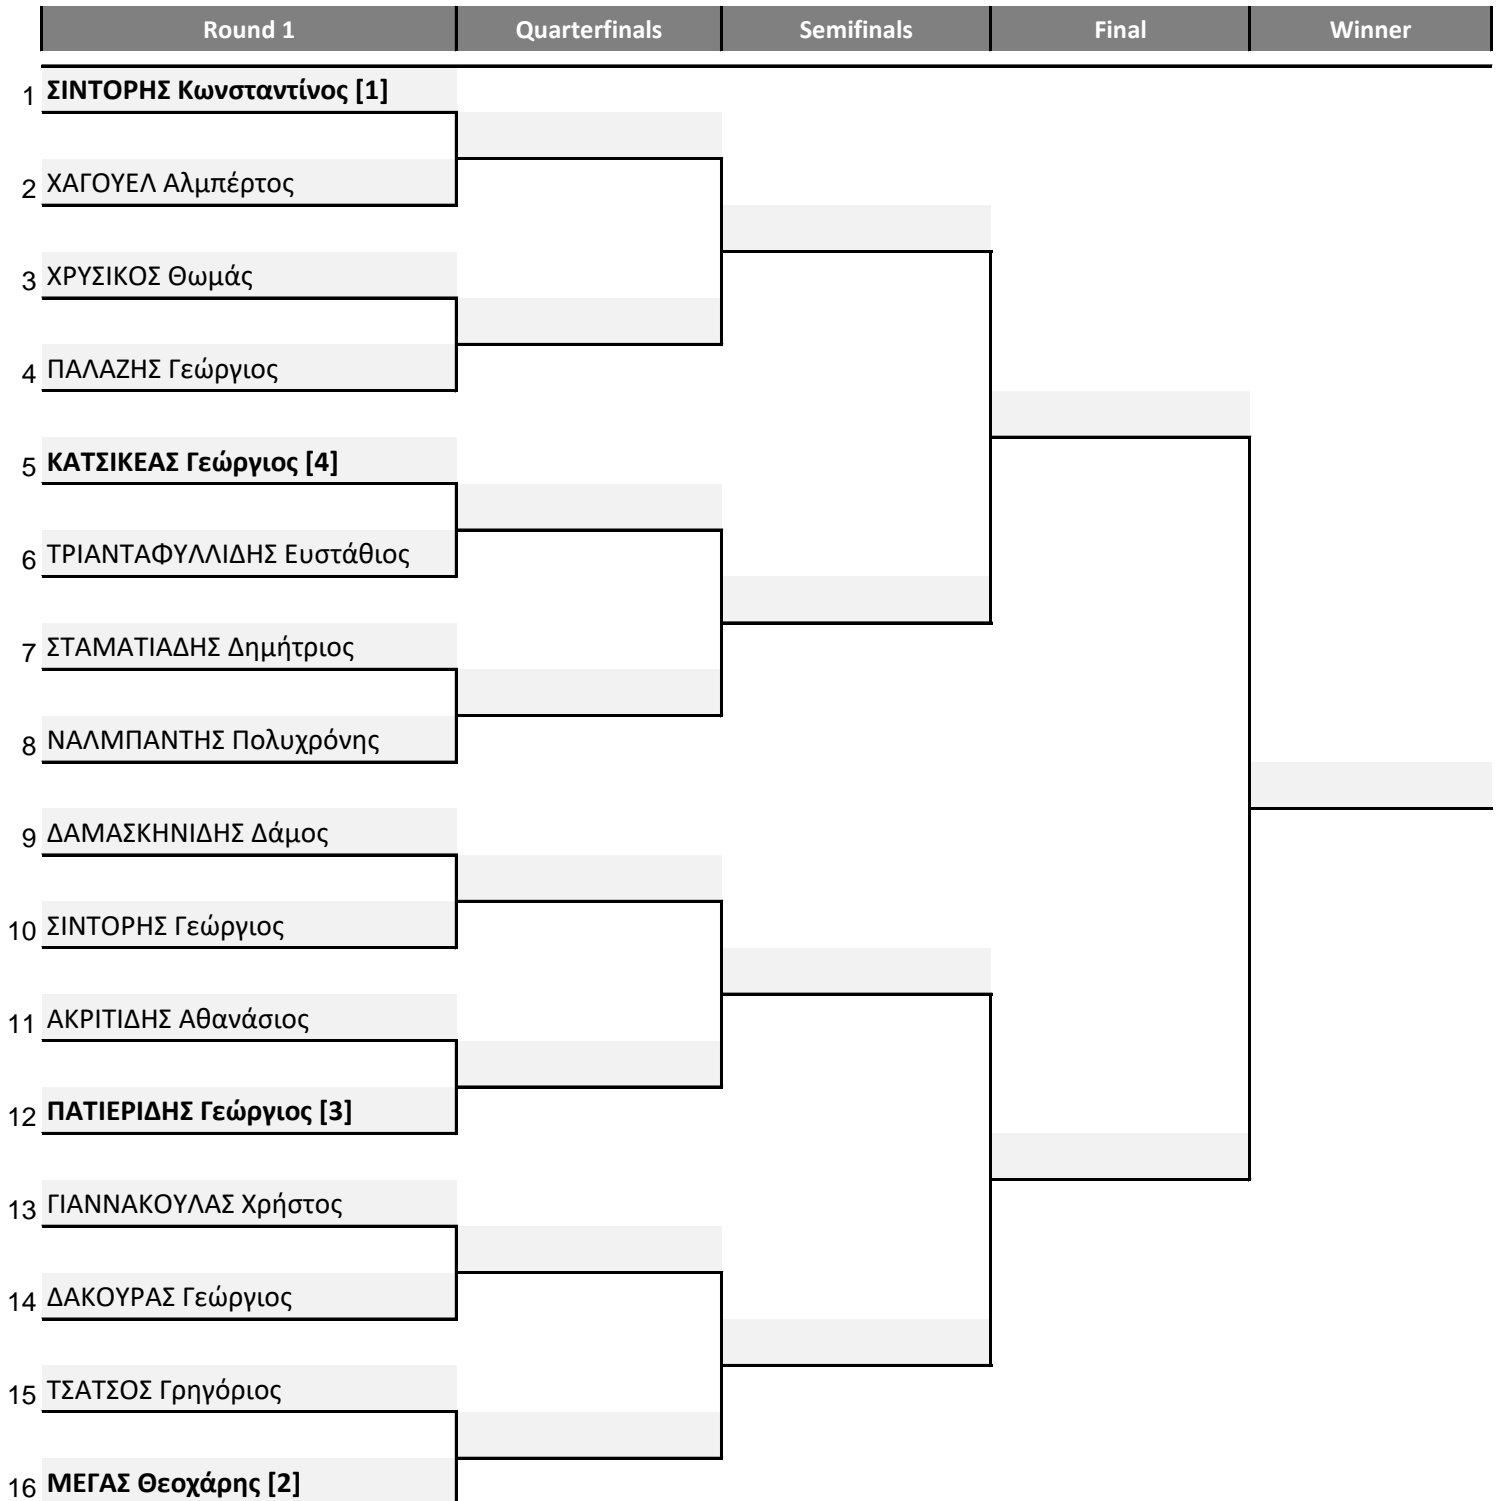 Round 1 Quarterfinals Semifinals Final Winner
1 ΣΙΝΤΟΡΗΣ Κωνσταντίνος [1]
2 ΧΑΓΟΥΕΛ Αλμπέρτος
3 ΧΡΥΣΙΚΟΣ Θωμάς
4 ΠΑΛΑΖΗΣ Γεώργιος
5 ΚΑΤΣΙΚΕΑΣ Γεώργιος [4]
6 ΤΡΙΑΝΤΑΦΥΛΛΙΔΗΣ Ευστάθιος
7 ΣΤΑΜΑΤΙΑΔΗΣ Δημήτριος
8 ΝΑΛΜΠΑΝΤΗΣ Πολυχρόνης
9 ΔΑΜΑΣΚΗΝΙΔΗΣ Δάμος
10 ΣΙΝΤΟΡΗΣ Γεώργιος
11 ΑΚΡΙΤΙΔΗΣ Αθανάσιος
12 ΠΑΤΙΕΡΙΔΗΣ Γεώργιος [3]
13 ΓΙΑΝΝΑΚΟΥΛΑΣ Χρήστος
14 ΔΑΚΟΥΡΑΣ Γεώργιος
15 ΤΣΑΤΣΟΣ Γρηγόριος
16 ΜΕΓΑΣ Θεοχάρης [2]